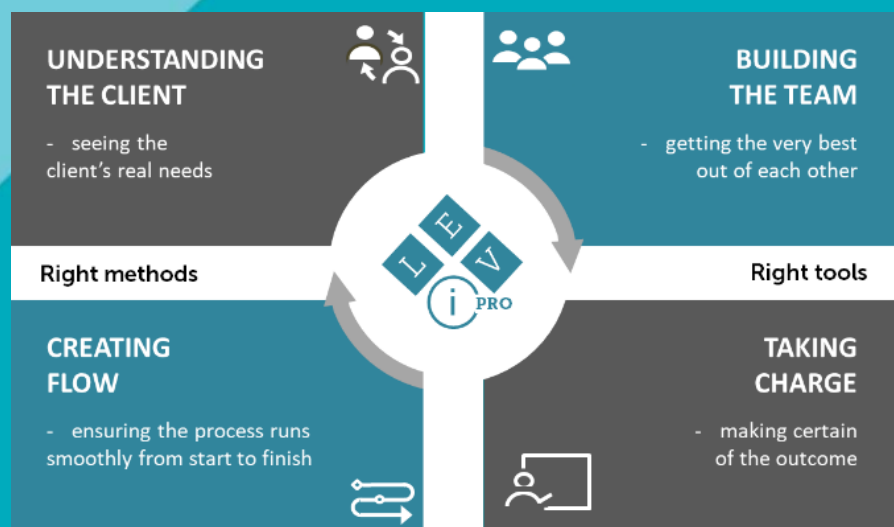 UNDERSTANDING
THE CLIENT
- seeing the
client's real needs
BUILDING
THE TEAM
- getting the very best
out of each other
L E V
i PRO
Right methods
Right tools
CREATING
FLOW
- ensuring the process runs
smoothly from start to finish
TAKING
CHARGE
- making certain
of the outcome